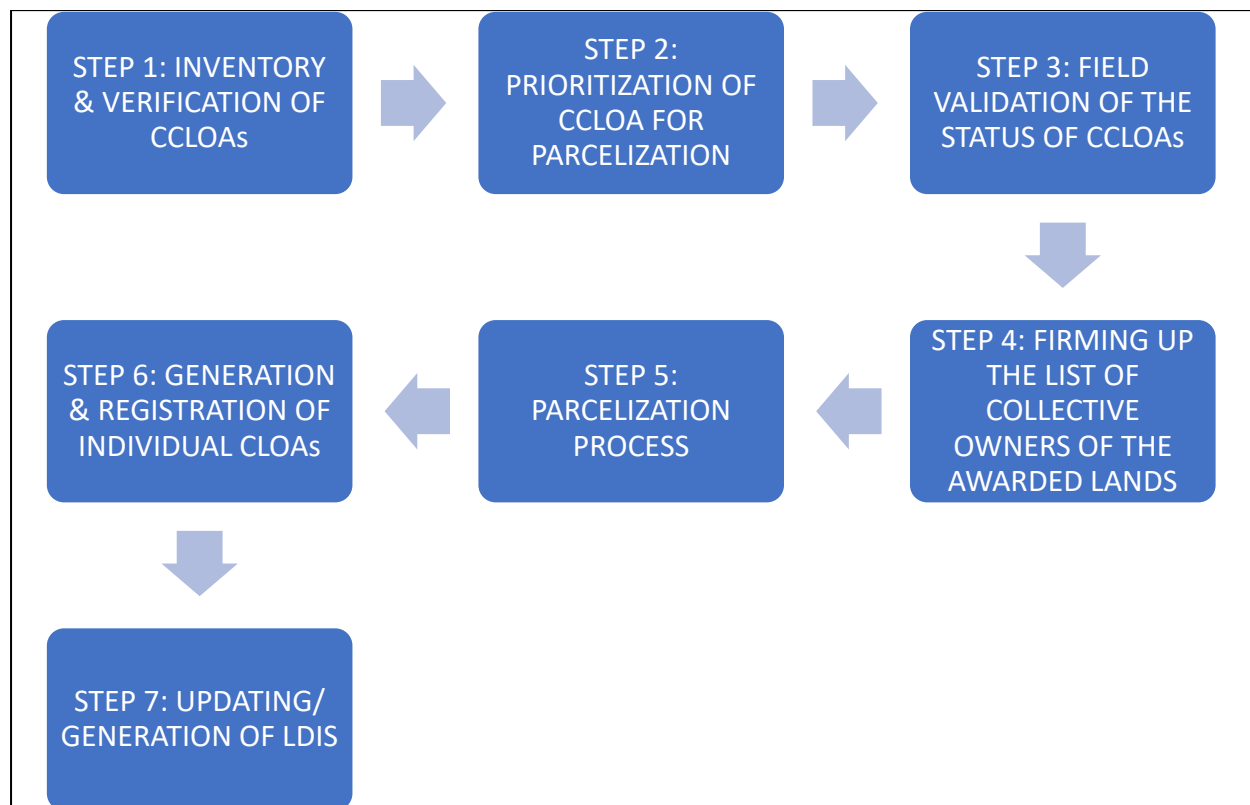 STEP 1: INVENTORY
& VERIFICATION OF
CCLOAs
STEP 2:
PRIORITIZATION OF
CCLOA FOR
PARCELIZATION
STEP 3: FIELD
VALIDATION OF THE
STATUS OF CCLOAs
STEP 4: FIRMING UP
THE LIST OF
COLLECTIVE
OWNERS OF THE
AWARDED LANDS
STEP 5:
PARCELIZATION
PROCESS
STEP 6: GENERATION
& REGISTRATION OF
INDIVIDUAL CLOAs
STEP 7: UPDATING/
GENERATION OF LDIS